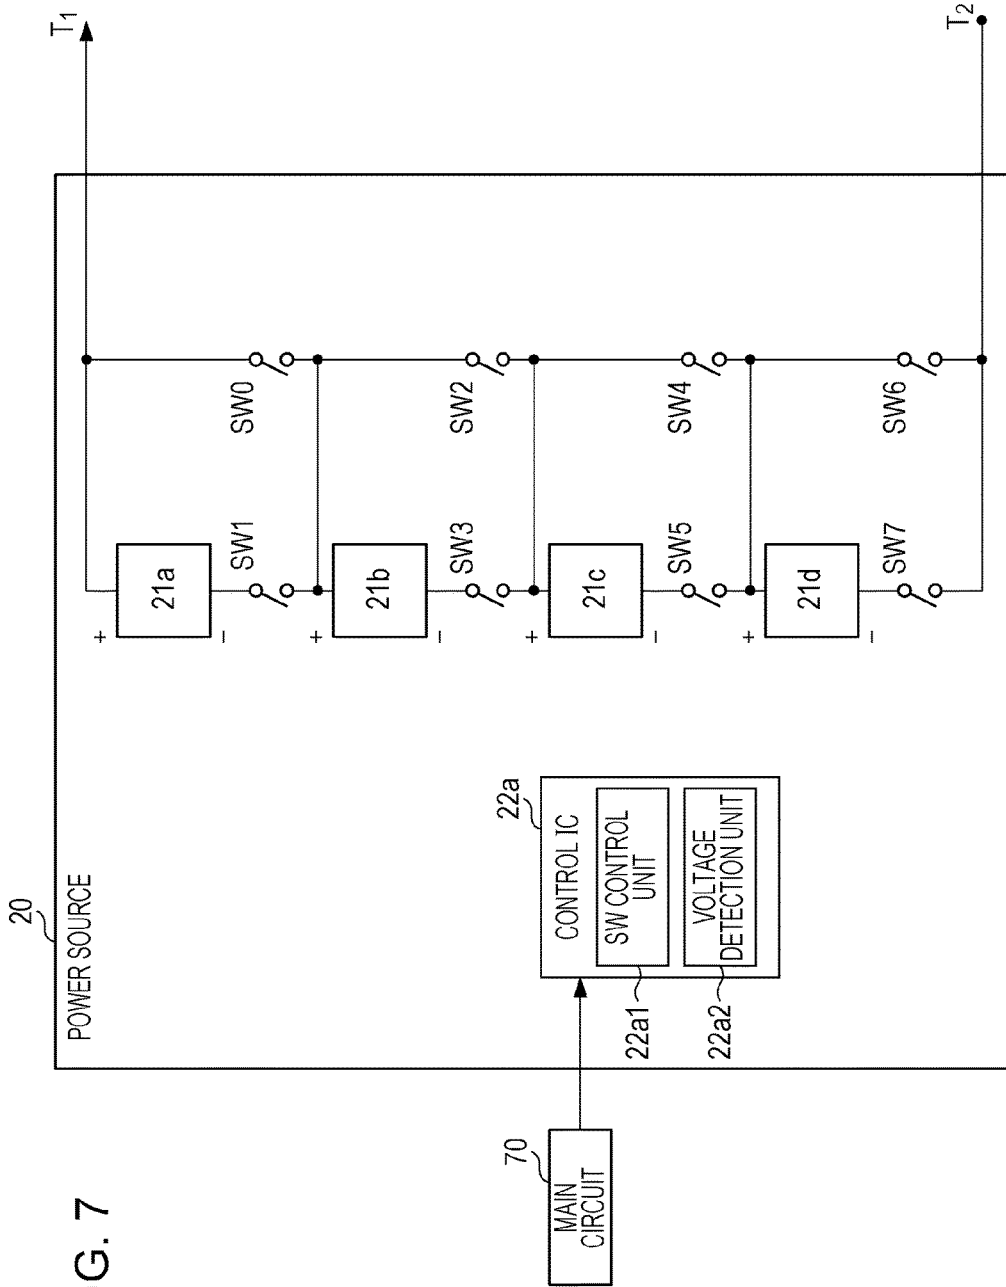 G. 7
20
POWER SOURCE
T1
T2
70
MAIN
CIRCUIT
22a
CONTROL IC
SW CONTROL
UNIT
22a1
VOLTAGE
DETECTION UNIT
22a2
+
21a
−
SW1
SW0
+
21b
−
SW3
SW2
+
21c
−
SW5
SW4
+
21d
−
SW7
SW6